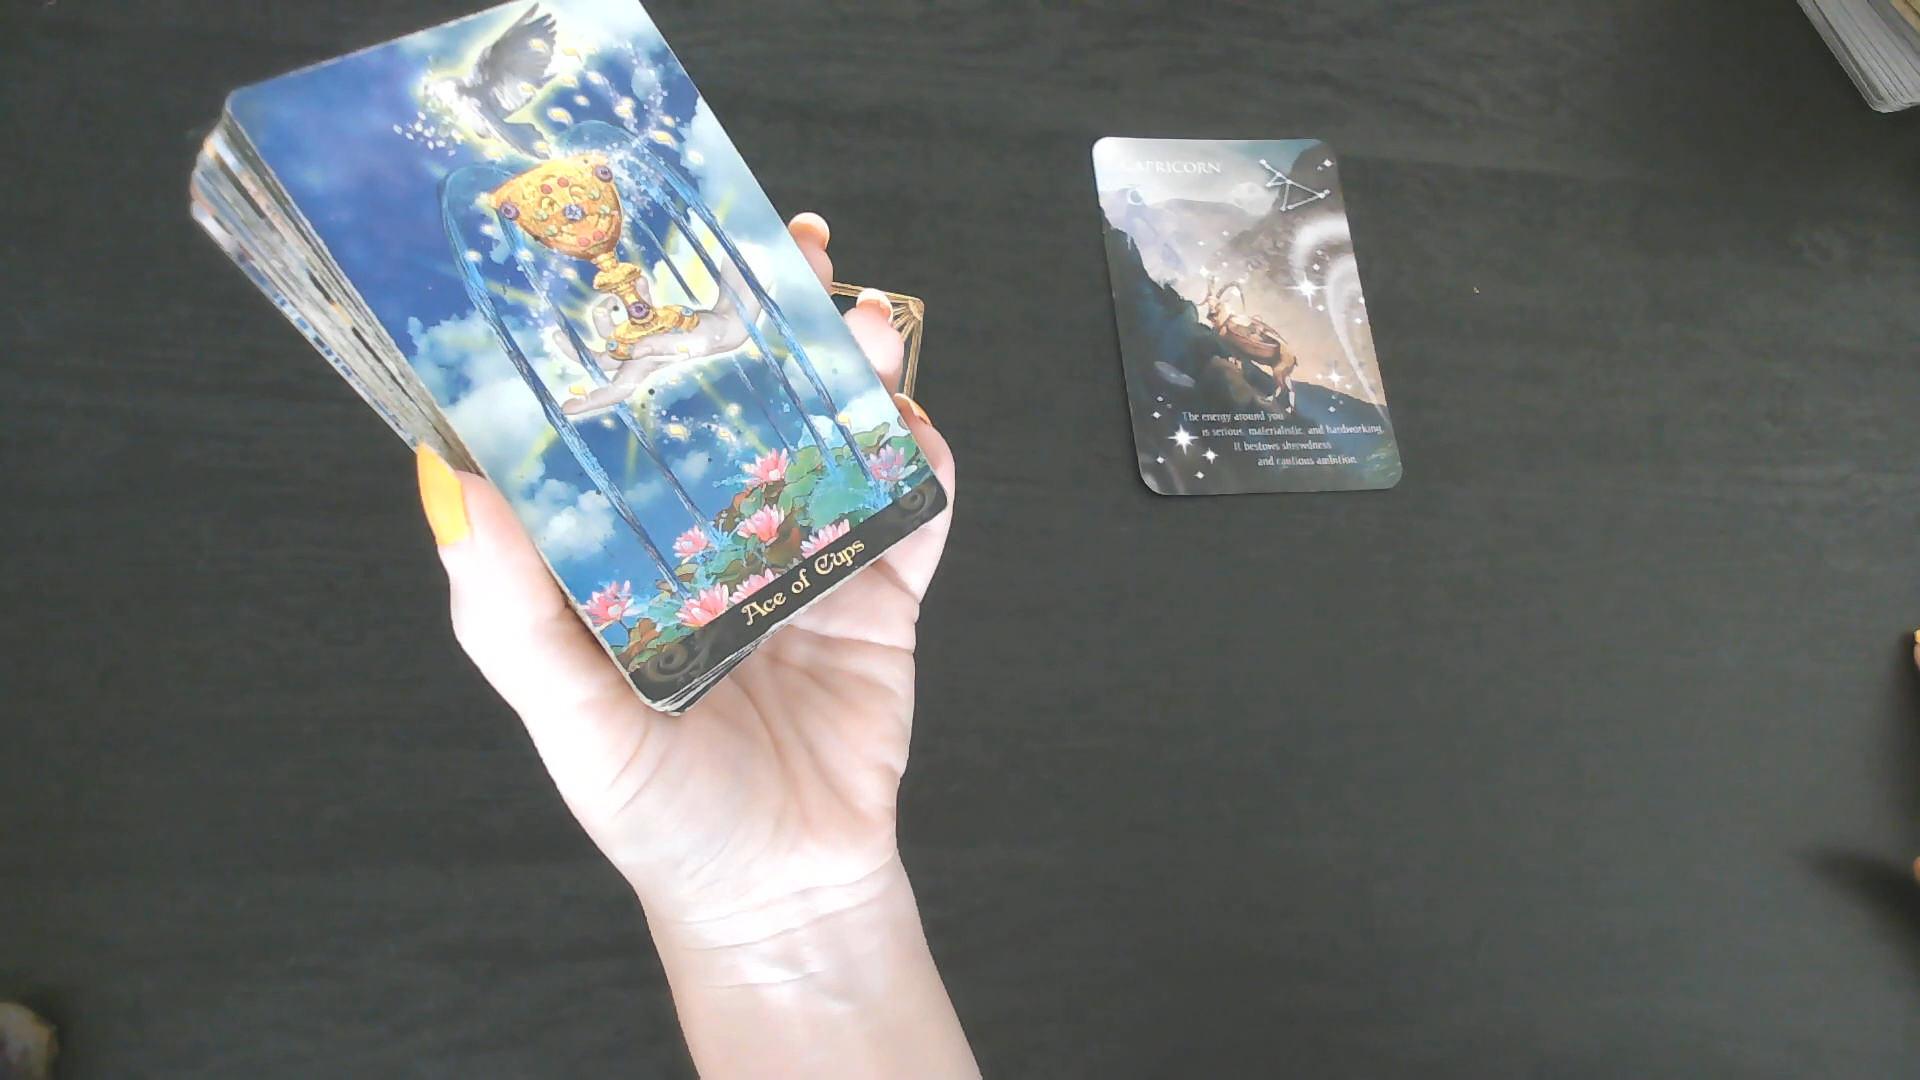 Ace of Cups
CAPRICORN
The energy around you
is serious, materialistic, and hardworking.
It bestows shrewdness
and cautious ambition.